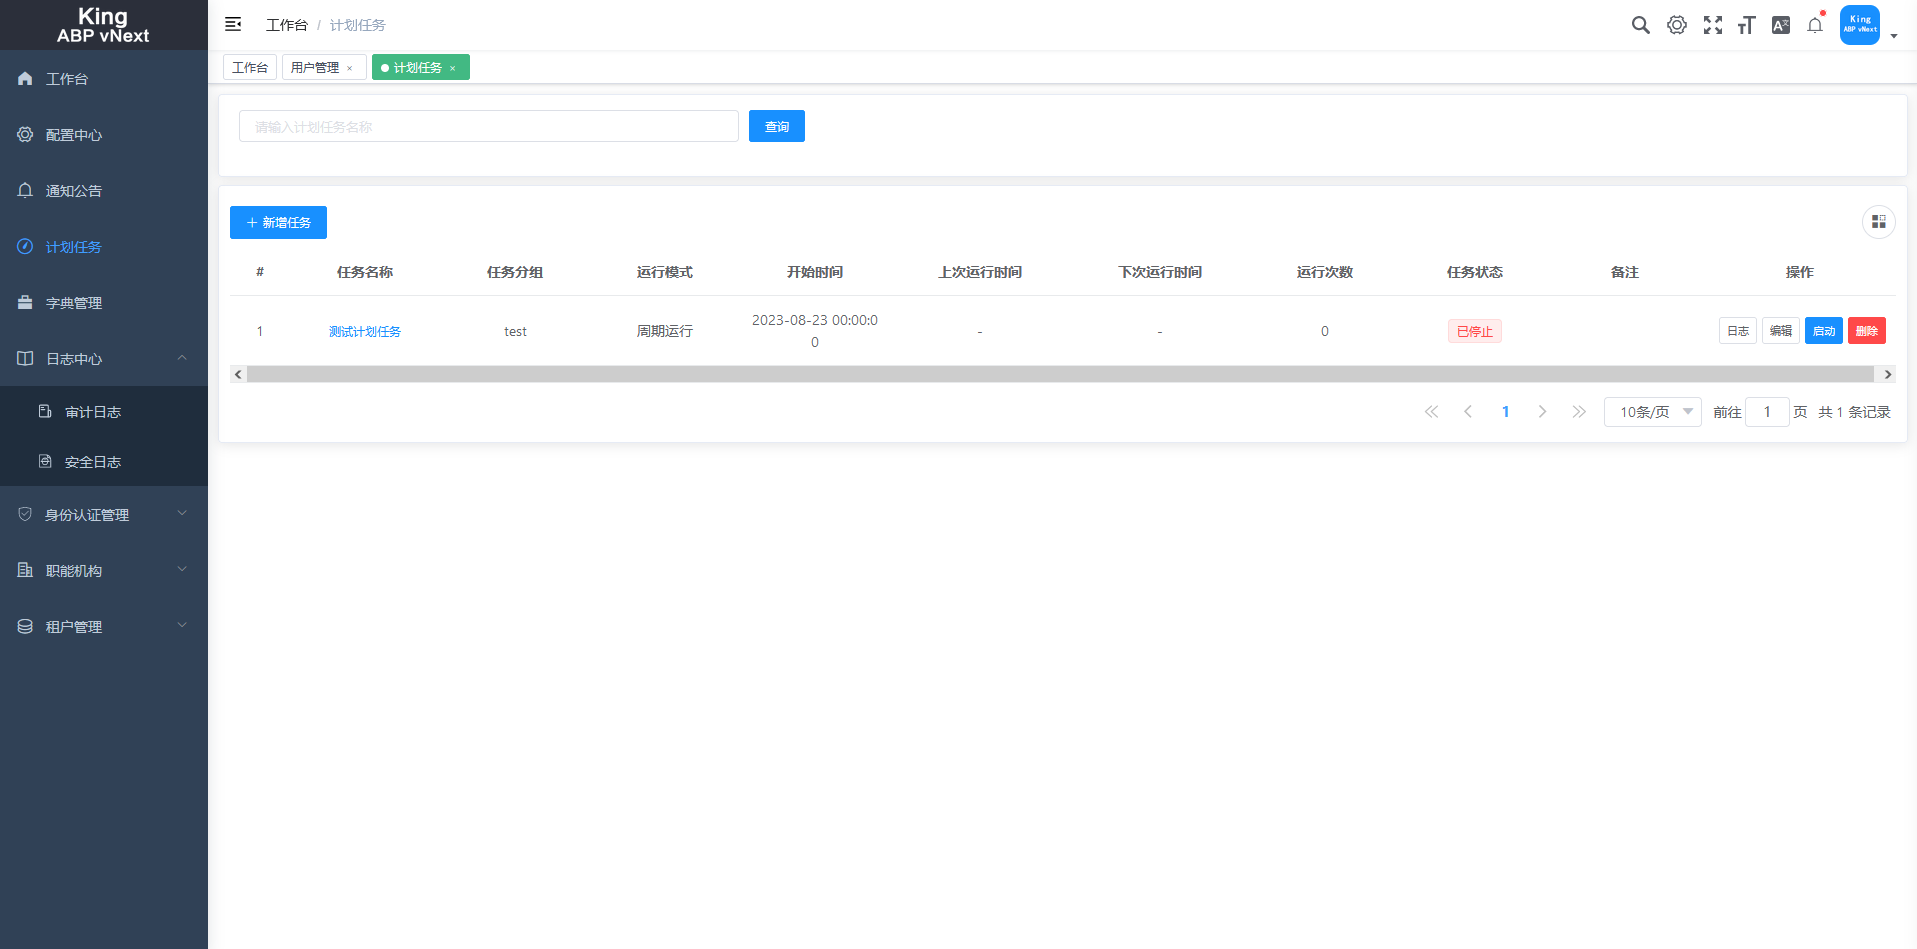 King
ABP vNext
工作台
配置中心
通知公告
计划任务
字典管理
日志中心
审计日志
安全日志
身份认证管理
职能机构
租户管理
工作台 / 计划任务
King
ABP vNext
工作台 用户管理 × 计划任务 ×
请输入计划任务名称 查询
+ 新增任务
# 任务名称 任务分组 运行模式 开始时间 上次运行时间 下次运行时间 运行次数 任务状态 备注 操作
1 测试计划任务 test 周期运行 2023-08-23 00:00:0
0 - - 0 已停止 日志 编辑 启动 删除
1 10条/页 前往 1 页 共 1 条记录